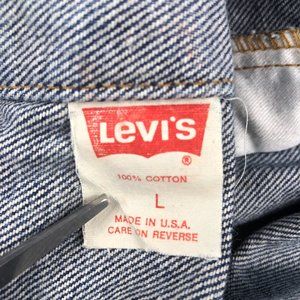 Levi's
®
100% COTTON
L
MADE IN U.S.A.
CARE ON REVERSE